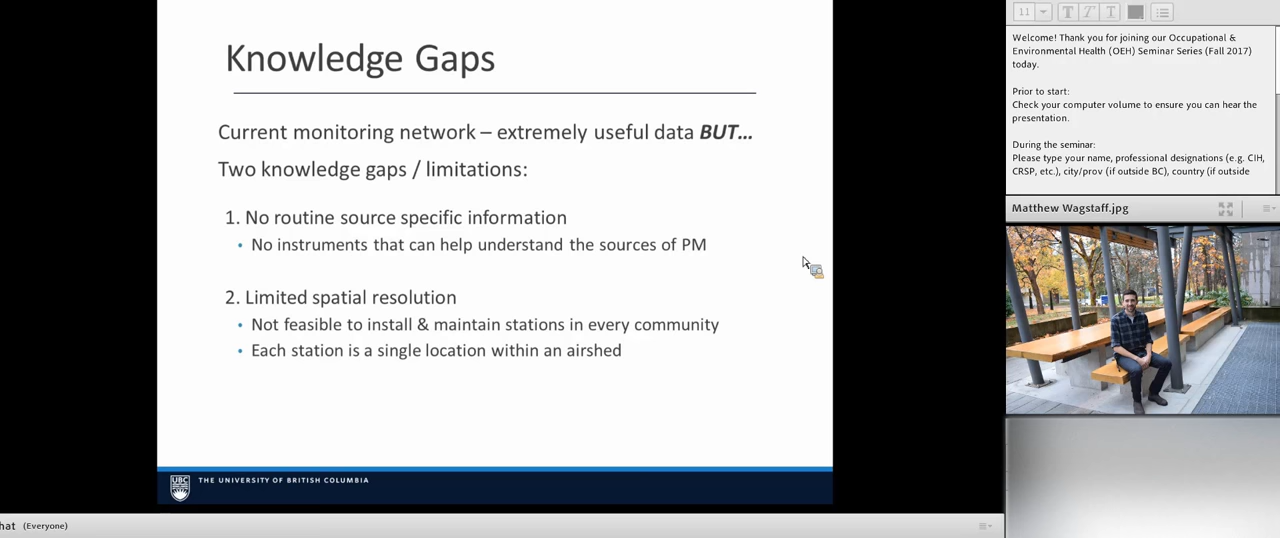 Knowledge Gaps
Current monitoring network – extremely useful data BUT...
Two knowledge gaps / limitations:
1. No routine source specific information
• No instruments that can help understand the sources of PM
2. Limited spatial resolution
• Not feasible to install & maintain stations in every community
• Each station is a single location within an airshed
UBC
THE UNIVERSITY OF BRITISH COLUMBIA
hat (Everyone)
11
T T T
Welcome! Thank you for joining our Occupational &
Environmental Health (OEH) Seminar Series (Fall 2017)
today.
Prior to start:
Check your computer volume to ensure you can hear the
presentation.
During the seminar:
Please type your name, professional designations (e.g. CIH,
CRSP, etc.), city/prov (if outside BC), country (if outside
Matthew Wagstaff.jpg